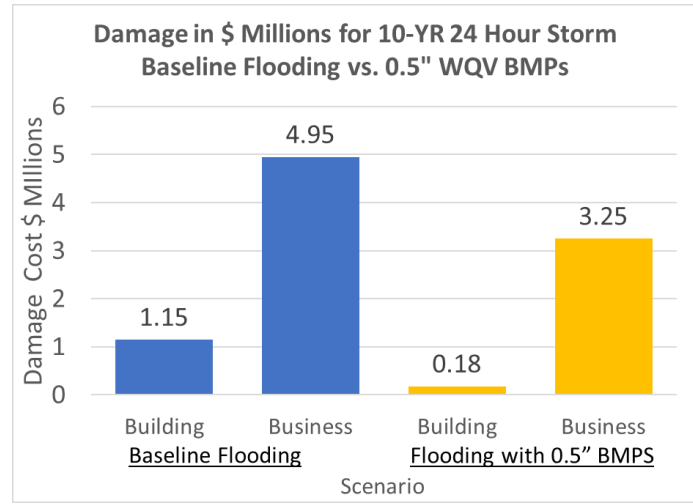 Damage in $ Millions for 10-YR 24 Hour Storm
Baseline Flooding vs. 0.5" WQV BMPs
Damage Cost $ MIllions
6
5
4
3
2
1
0
1.15
4.95
0.18
3.25
Building Business Building Business
Baseline Flooding Flooding with 0.5” BMPS
Scenario